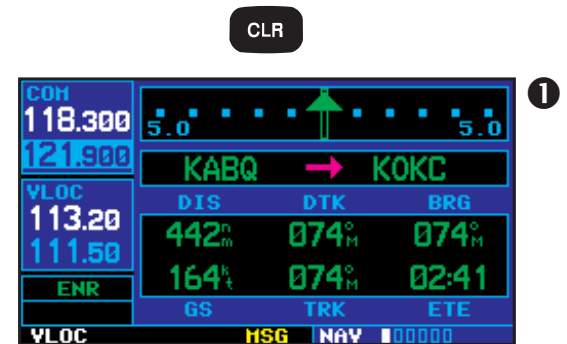 CLR
1
COM
118.300
121.900
VLOC
113.20
111.50
ENR
5.0 5.0
KABQ → KOKC
DIS DTK BRG
442nm 074°M 074°M
164kt 074°M 02:41
GS TRK ETE
VLOC MSG NAV